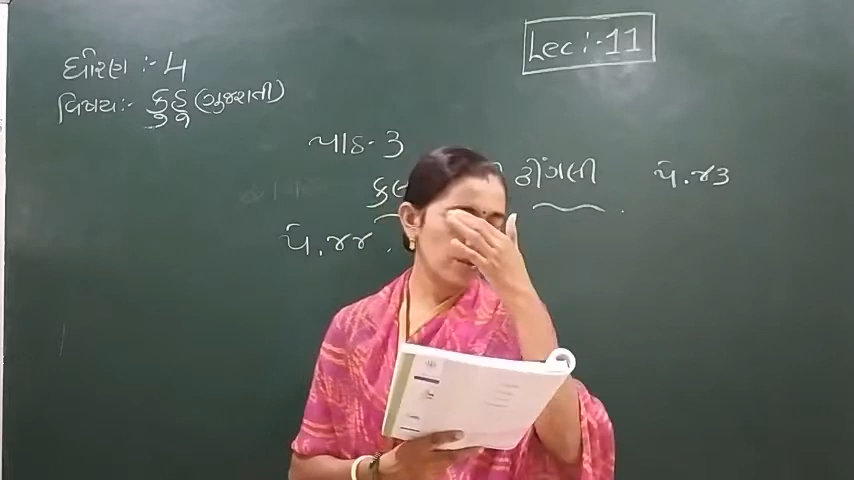 Lec :- 11
ધોરણ :- 4
વિષય:- કુહૂ (ગુજરાતી)
પાઠ- 3
ઢીંગલી પે.૪૩
પે.૪૪.